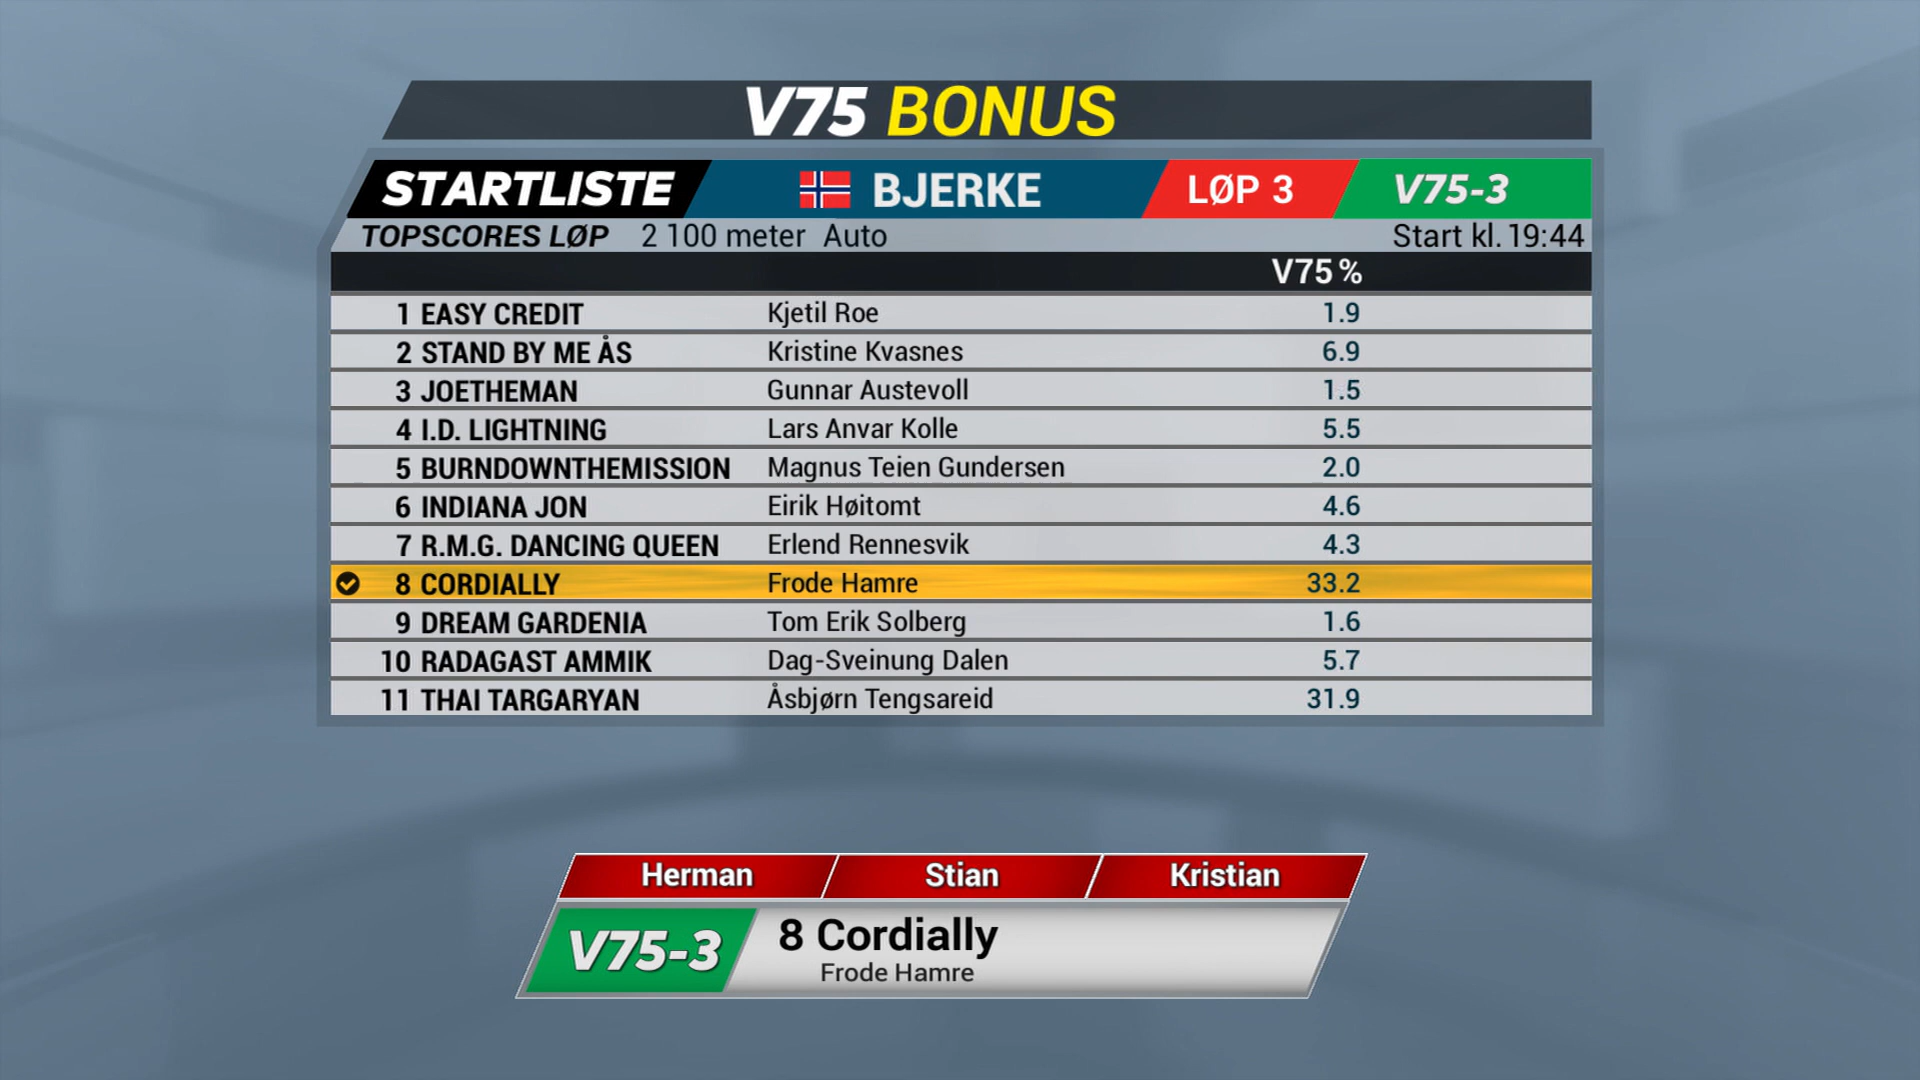 V75 BONUS
STARTLISTE BJERKE LØP 3 V75-3
TOPSCORES LØP 2 100 meter Auto Start kl. 19:44
V75 %
1 EASY CREDIT Kjetil Roe 1.9
2 STAND BY ME ÅS Kristine Kvasnes 6.9
3 JOETHEMAN Gunnar Austevoll 1.5
4 I.D. LIGHTNING Lars Anvar Kolle 5.5
5 BURNDOWNTHEMISSION Magnus Teien Gundersen 2.0
6 INDIANA JON Eirik Høitomt 4.6
7 R.M.G. DANCING QUEEN Erlend Rennesvik 4.3
8 CORDIALLY Frode Hamre 33.2
9 DREAM GARDENIA Tom Erik Solberg 1.6
10 RADAGAST AMMIK Dag-Sveinung Dalen 5.7
11 THAI TARGARYAN Åsbjørn Tengsareid 31.9
Herman Stian Kristian
V75-3 8 Cordially
Frode Hamre